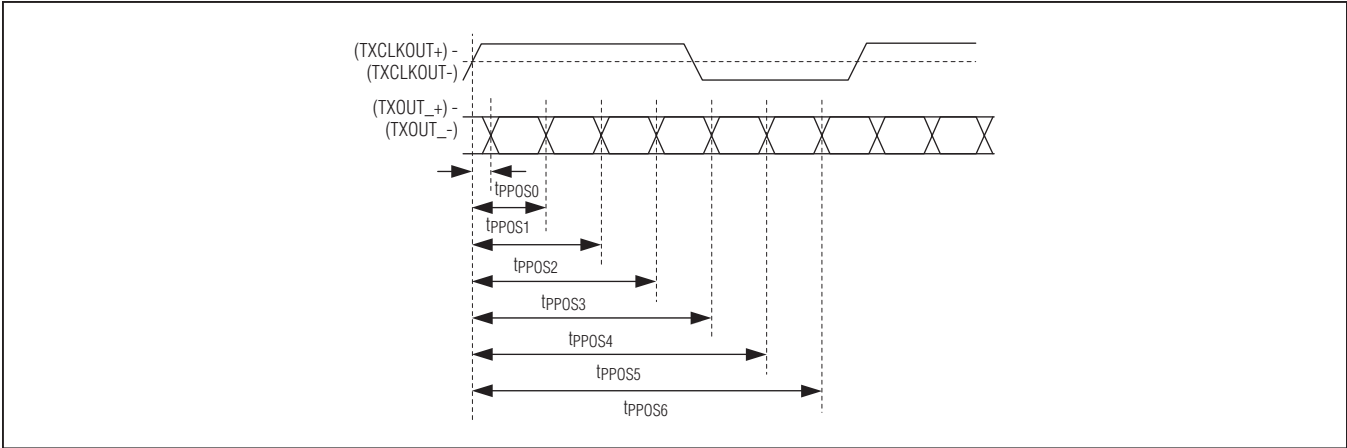 (TXCLKOUT+) -
(TXCLKOUT-)
(TXOUT_+) -
(TXOUT_-)
tPPOS0
tPPOS1
tPPOS2
tPPOS3
tPPOS4
tPPOS5
tPPOS6